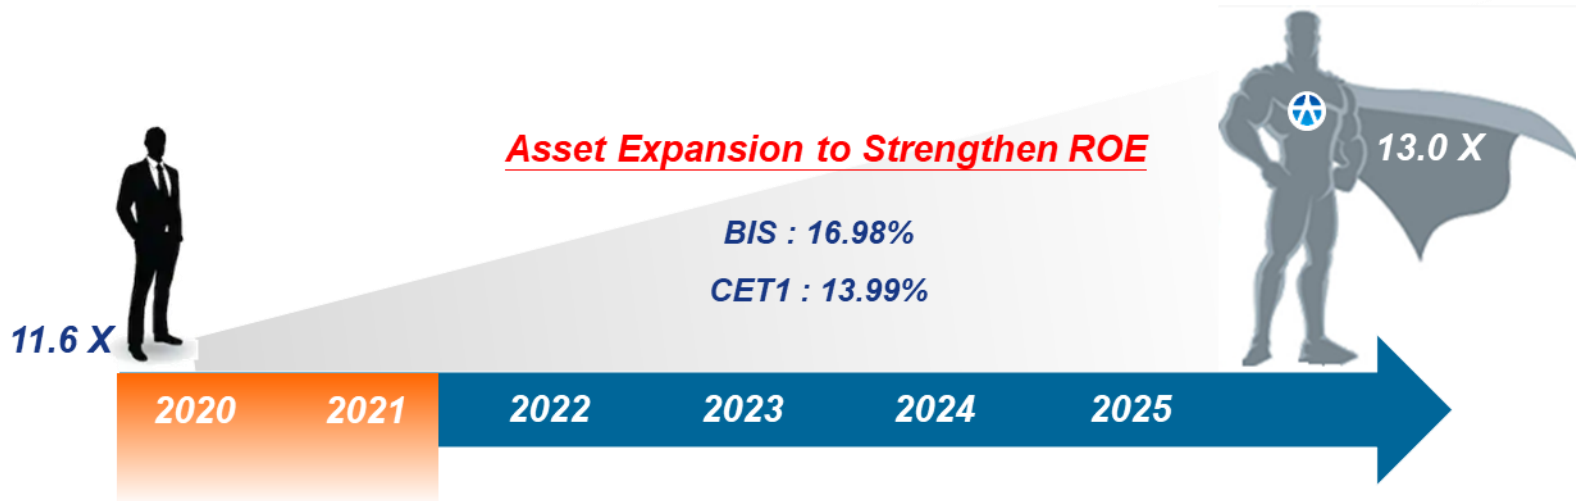 Asset Expansion to Strengthen ROE
13.0 X
BIS : 16.98%
CET1 : 13.99%
11.6 X
2020 2021 2022 2023 2024 2025